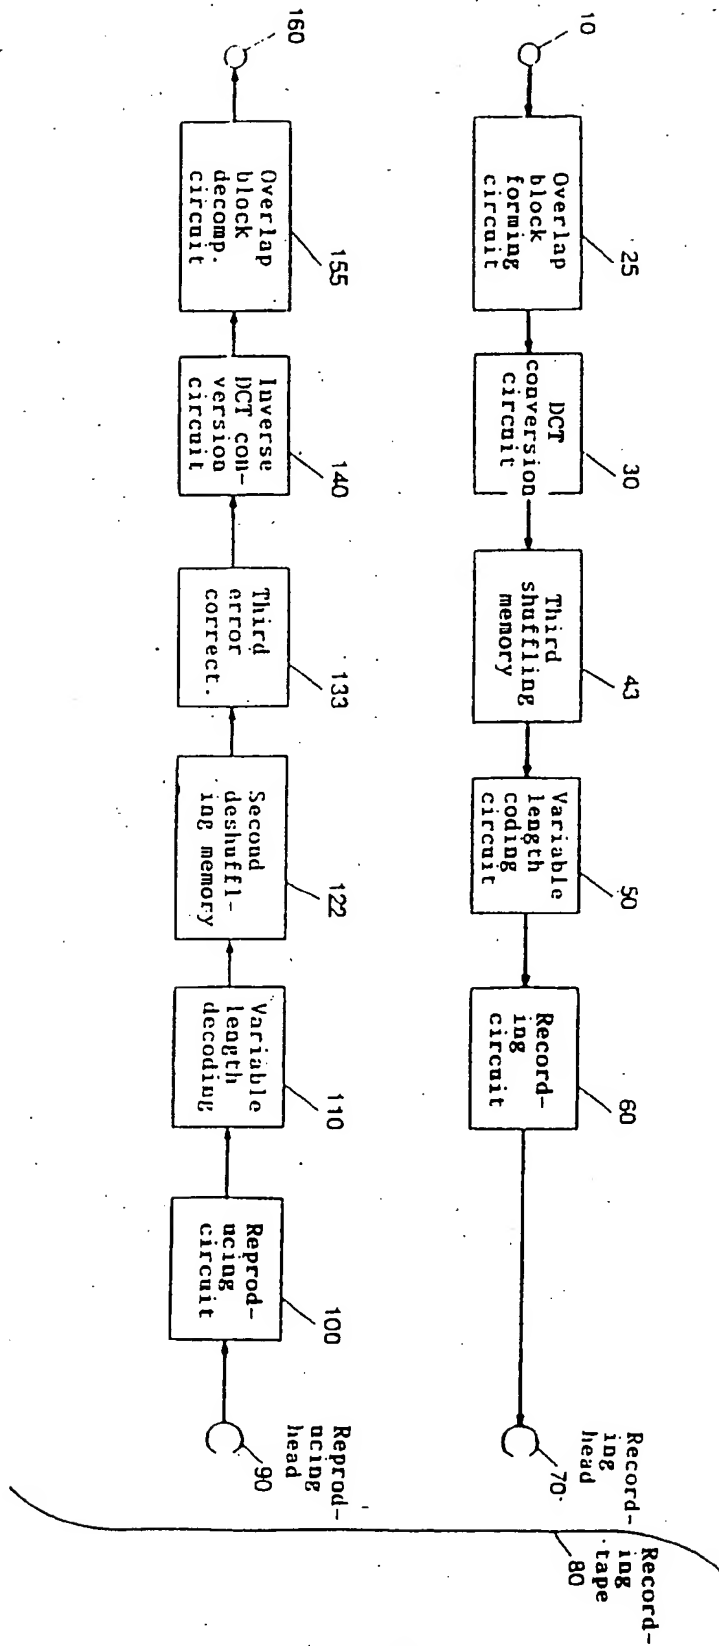 10
Overlap
block
forming
circuit
25
DCT
conversion
circuit
30
Third
shuffling
memory
43
Variable
length
coding
circuit
50
Record-
ing
circuit
60
Record-
ing
head
70
Record-
ing
tape
80
160
Overlap
block
decomp.
circuit
155
Inverse
DCT con-
version
circuit
140
Third
error
correct.
133
Second
deshuffl-
ing memory
122
Variable
length
decoding
110
Reprod-
ucing
circuit
100
Reprod-
ucing
head
90